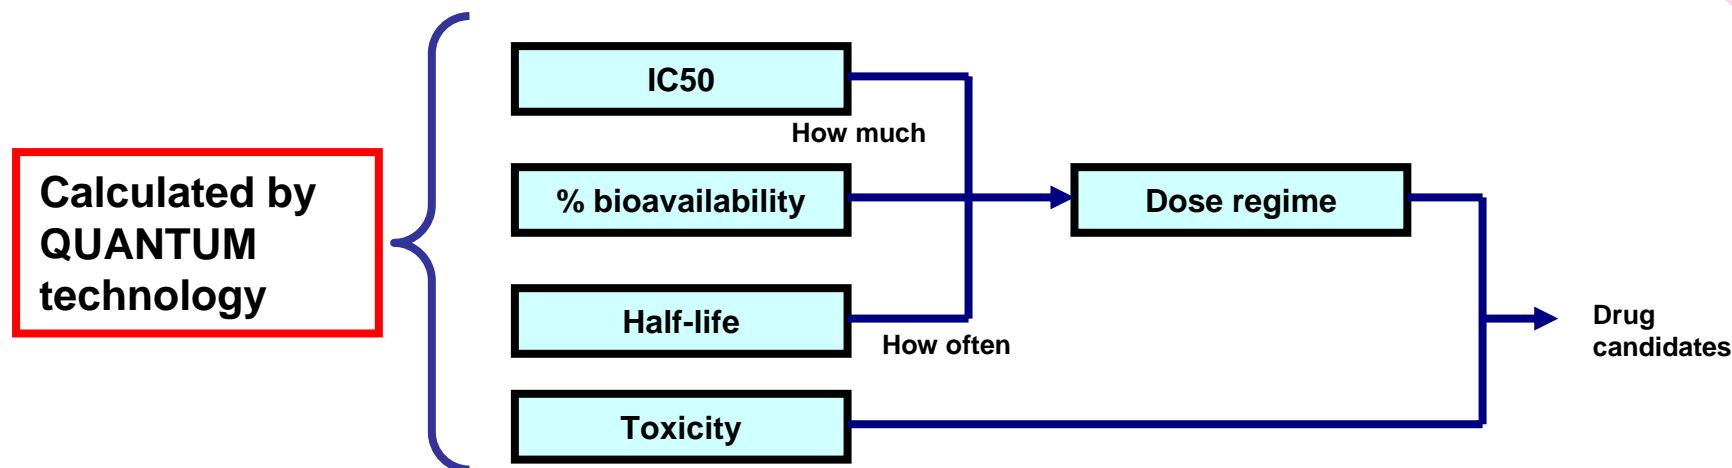 Calculated by
QUANTUM
technology
IC50
How much
% bioavailability
Dose regime
Half-life
How often
Toxicity
Drug
candidates